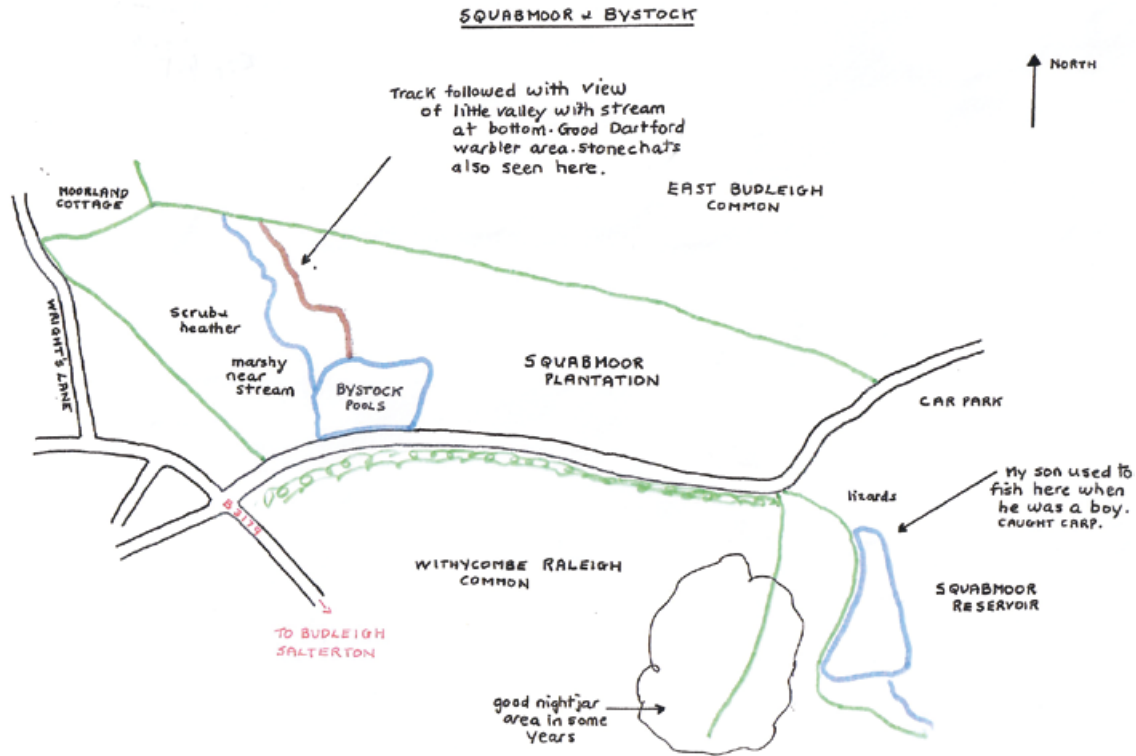 SQUABMOOR & BYSTOCK
NORTH
Track followed with view
of little valley with stream
at bottom. Good Dartford
warbler area. stonechats
also seen here.
MOORLAND
COTTAGE
EAST BUDLEIGH
COMMON
WRIGHT'S LANE
scrub &
heather
marshy
near
stream
BYSTOCK
POOLS
SQUABMOOR
PLANTATION
CAR PARK
My son used to
fish here when
he was a boy.
CAUGHT CARP.
lizards
B3179
WITHYCOMBE RALEIGH
COMMON
SQUABMOOR
RESERVOIR
TO BUDLEIGH
SALTERTON
good nightjar
area in some
years